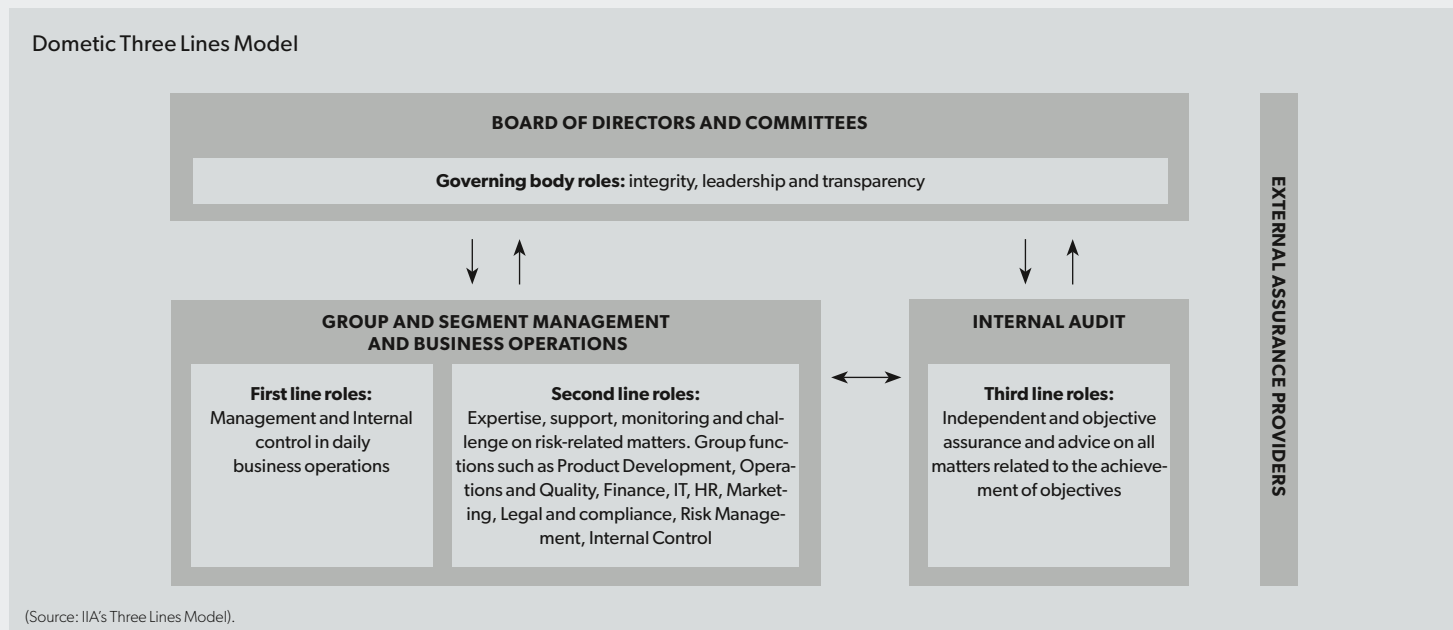 Dometic Three Lines Model
BOARD OF DIRECTORS AND COMMITTEES
Governing body roles: integrity, leadership and transparency
GROUP AND SEGMENT MANAGEMENT
AND BUSINESS OPERATIONS
First line roles:
Management and Internal
control in daily
business operations
Second line roles:
Expertise, support, monitoring and chal-
lenge on risk-related matters. Group func-
tions such as Product Development, Opera-
tions and Quality, Finance, IT, HR, Market-
ing, Legal and compliance, Risk Manage-
ment, Internal Control
INTERNAL AUDIT
Third line roles:
Independent and objective
assurance and advice on all
matters related to the achieve-
ment of objectives
EXTERNAL ASSURANCE PROVIDERS
(Source: IIA’s Three Lines Model).